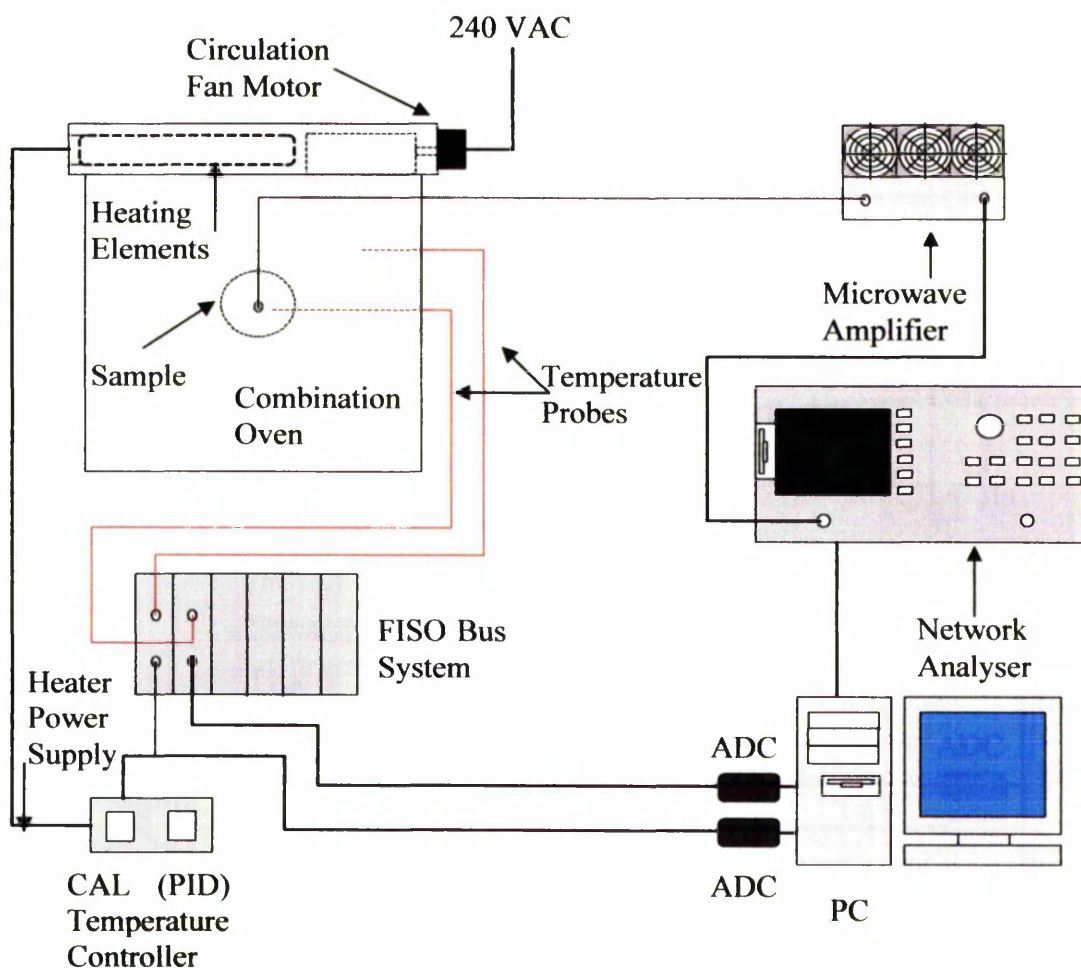 240 VAC
Circulation
Fan Motor
Heating
Elements
Microwave
Amplifier
Sample
Temperature
Probes
Combination
Oven
FISO Bus
System
Network
Analyser
Heater
Power
Supply
ADC
ADC
CAL (PID)
Temperature
Controller
PC